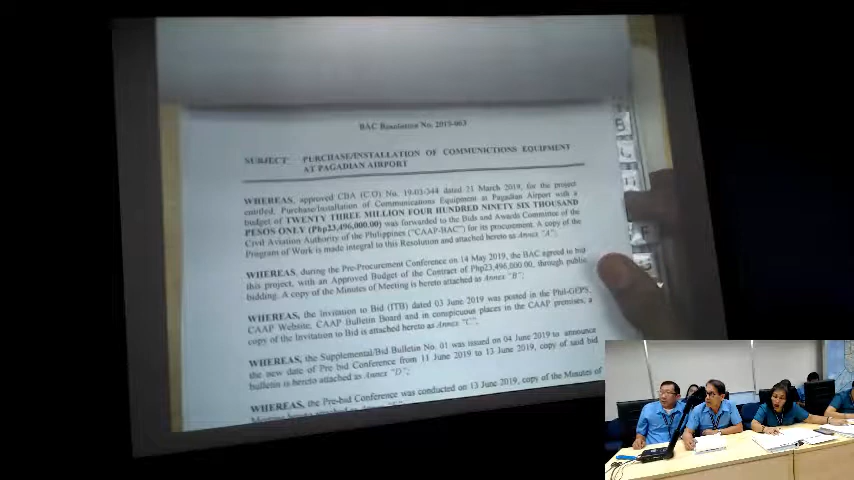 BAC Resolution No. 2019-063
SUBJECT: PURCHASE/INSTALLATION OF COMMUNICTIONS EQUIPMENT
AT PAGADIAN AIRPORT
WHEREAS, approved CBA (C.O) No. 19-03-344 dated 21 March 2019, for the project
entitled, Purchase/Installation of Communications Equipment at Pagadian Airport with a
budget of TWENTY THREE MILLION FOUR HUNDRED NINETY SIX THOUSAND
PESOS ONLY (Php23,496,000.00) was forwarded to the Bids and Awards Committee of the
Civil Aviation Authority of the Philippines ("CAAP-BAC") for its procurement. A copy of the
Program of Work is made integral to this Resolution and attached hereto as Annex "A";
WHEREAS, during the Pre-Procurement Conference on 14 May 2019, the BAC agreed to bid
this project, with an Approved Budget of the Contract of Php23,496,000.00, through public
bidding. A copy of the Minutes of Meeting is hereto attached as Annex "B";
WHEREAS, the Invitation to Bid (ITB) dated 03 June 2019 was posted in the Phil-GEPS,
CAAP Website, CAAP Bulletin Board and in conspicuous places in the CAAP premises, a
copy of the Invitation to Bid is attached hereto as Annex "C";
WHEREAS, the Supplemental/Bid Bulletin No. 01 was issued on 04 June 2019 to announce
the new date of Pre bid Conference from 11 June 2019 to 13 June 2019, copy of said bid
bulletin is hereto attached as Annex "D";
WHEREAS, the Pre-bid Conference was conducted on 13 June 2019, copy of the Minutes of
B
C